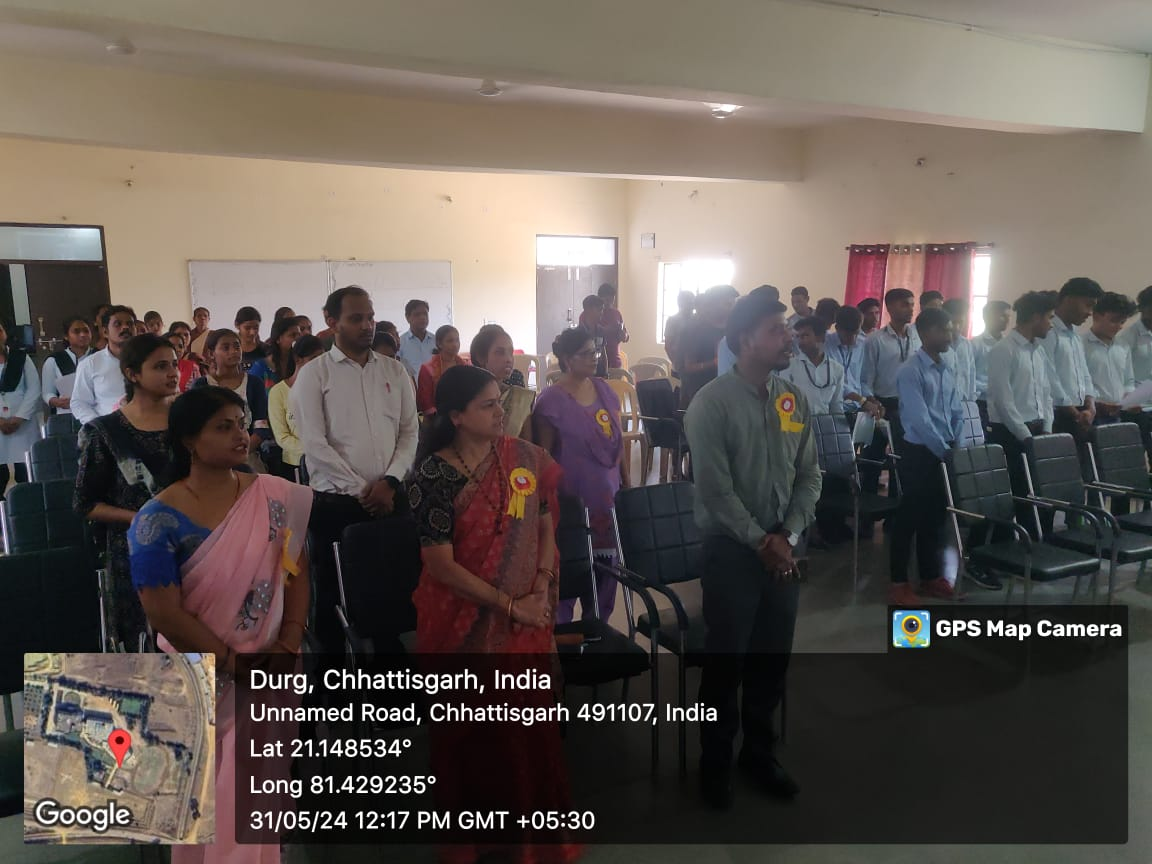 GPS Map Camera
Durg, Chhattisgarh, India
Unnamed Road, Chhattisgarh 491107, India
Lat 21.148534°
Long 81.429235°
31/05/24 12:17 PM GMT +05:30
Google